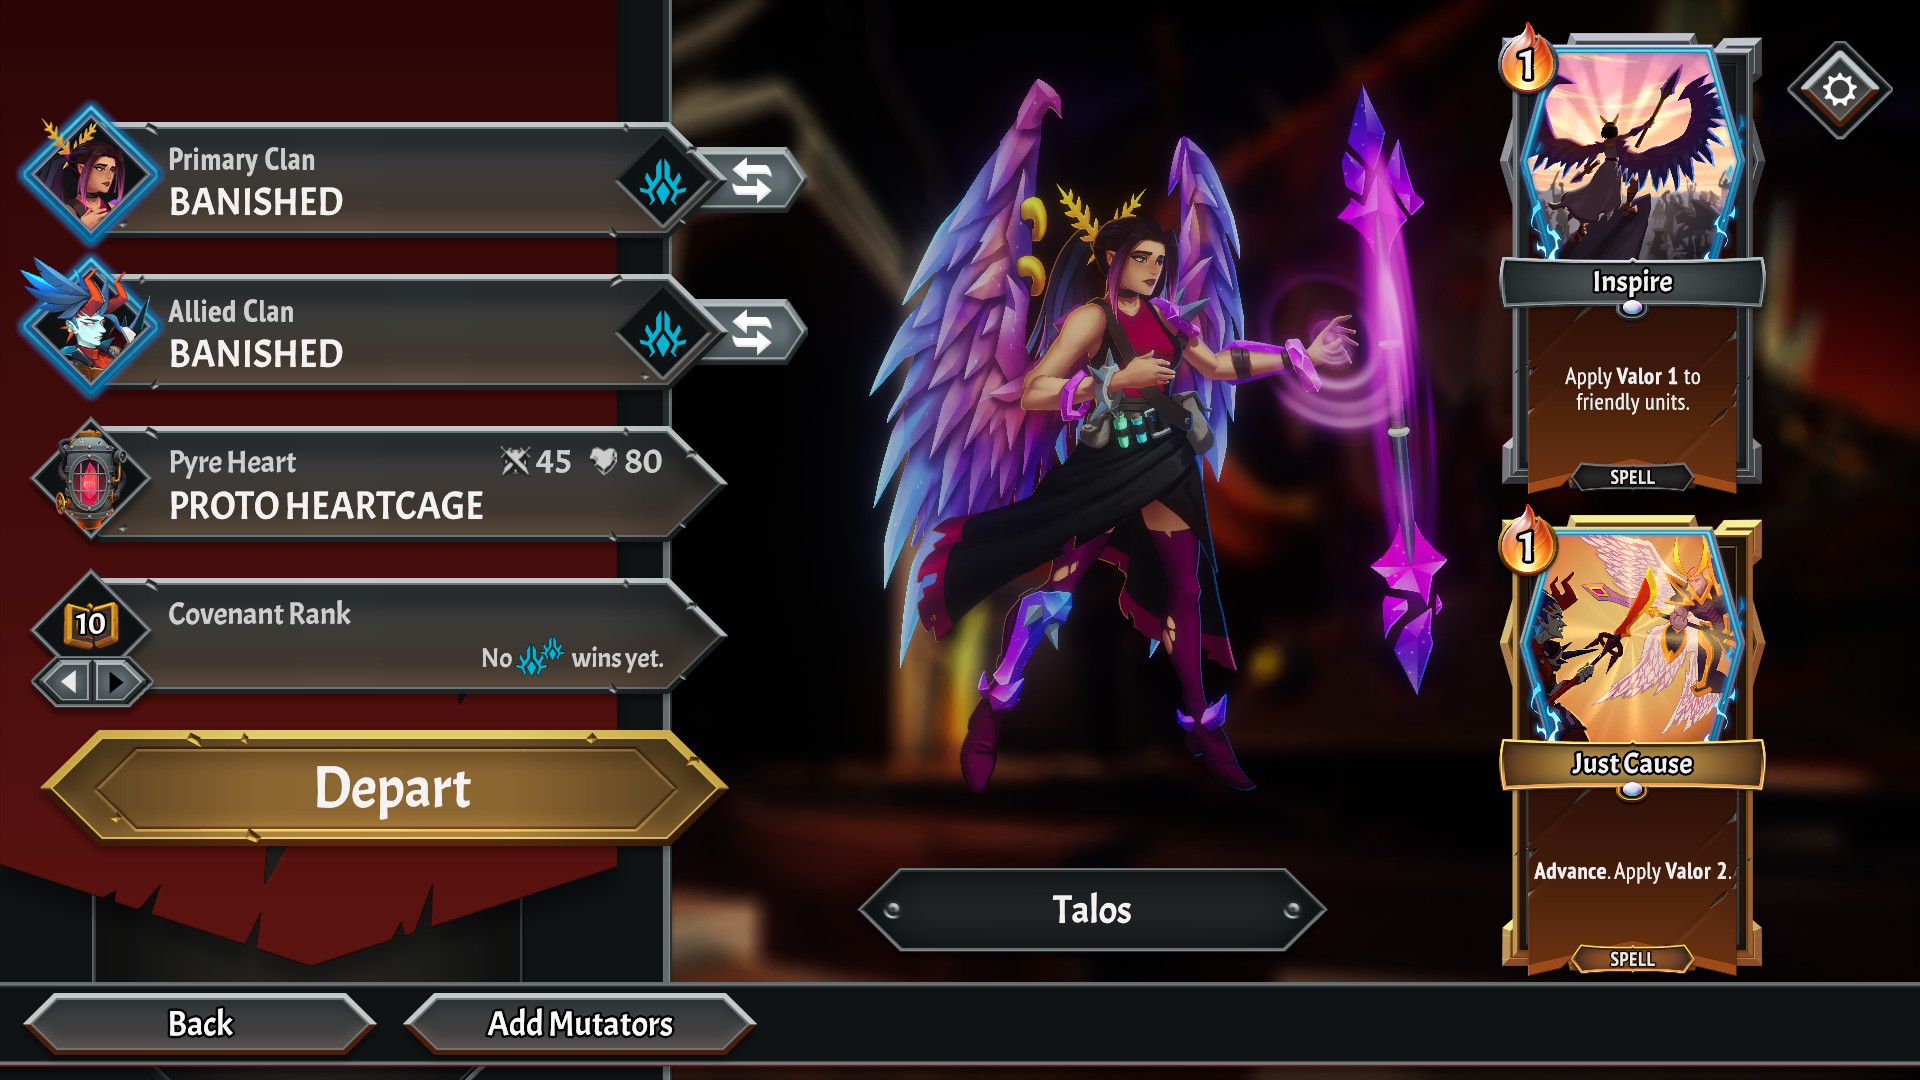 Primary Clan
BANISHED
Allied Clan
BANISHED
Pyre Heart
45 80
PROTO HEARTCAGE
10
Covenant Rank
No wins yet.
Depart
Talos
1
Inspire
Apply Valor 1 to
friendly units.
SPELL
1
Just Cause
Advance. Apply Valor 2.
SPELL
Back
Add Mutators